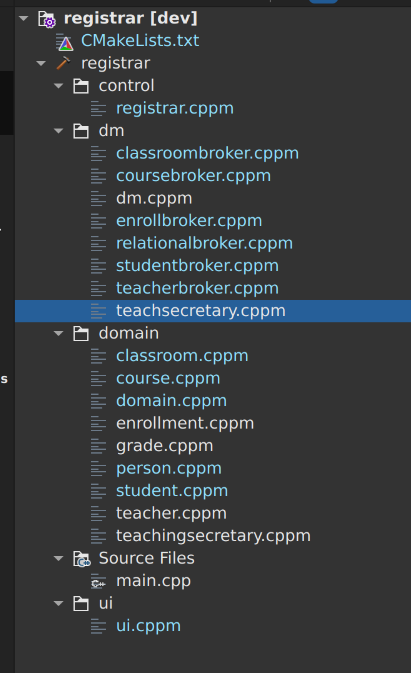 registrar [dev]
CMakeLists.txt
registrar
control
registrar.cppm
dm
classroombroker.cppm
coursebroker.cppm
dm.cppm
enrollbroker.cppm
relationalbroker.cppm
studentbroker.cppm
teacherbroker.cppm
teachsecretary.cppm
domain
classroom.cppm
course.cppm
domain.cppm
s
enrollment.cppm
grade.cppm
person.cppm
student.cppm
teacher.cppm
teachingsecretary.cppm
Source Files
main.cpp
ui
ui.cppm